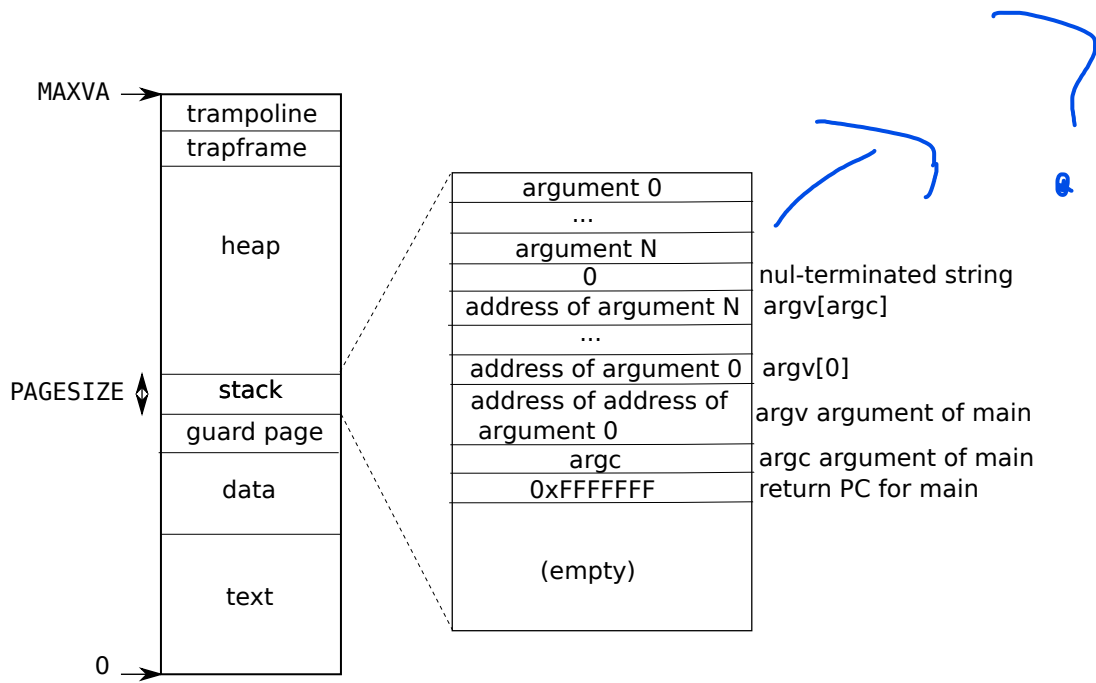 MAXVA
trampoline
trapframe
heap
PAGESIZE
stack
guard page
data
text
0
argument 0
...
argument N
0
nul-terminated string
address of argument N
argv[argc]
...
address of argument 0
argv[0]
address of address of
argument 0
argv argument of main
argc
argc argument of main
0xFFFFFFF
return PC for main
(empty)